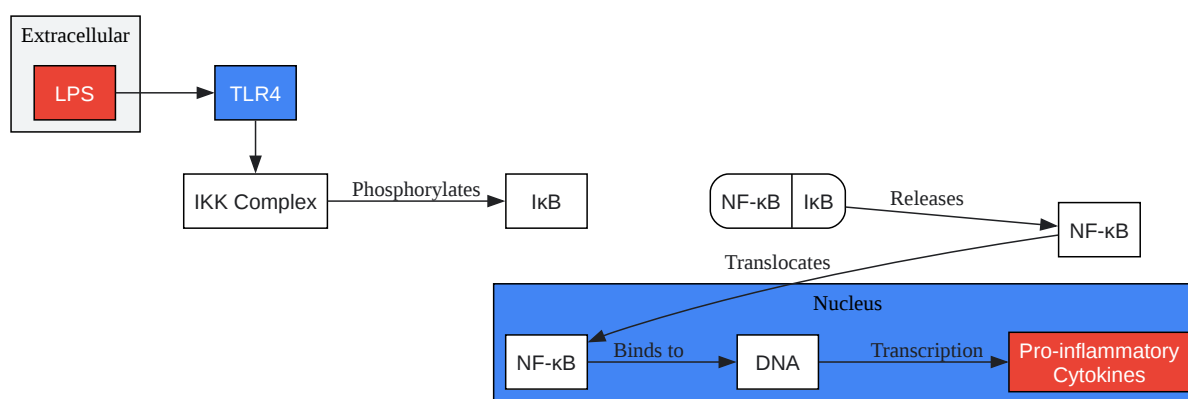 Extracellular
LPS
TLR4
IKK Complex
Phosphorylates
IκB
NF-κB
IκB
Releases
NF-κB
Translocates
Nucleus
NF-κB
Binds to
DNA
Transcription
Pro-inflammatory
Cytokines